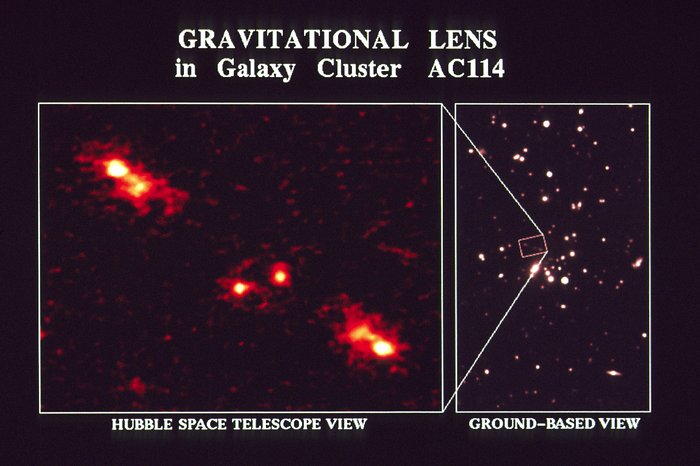 GRAVITATIONAL LENS
in Galaxy Cluster AC114
HUBBLE SPACE TELESCOPE VIEW
GROUND-BASED VIEW